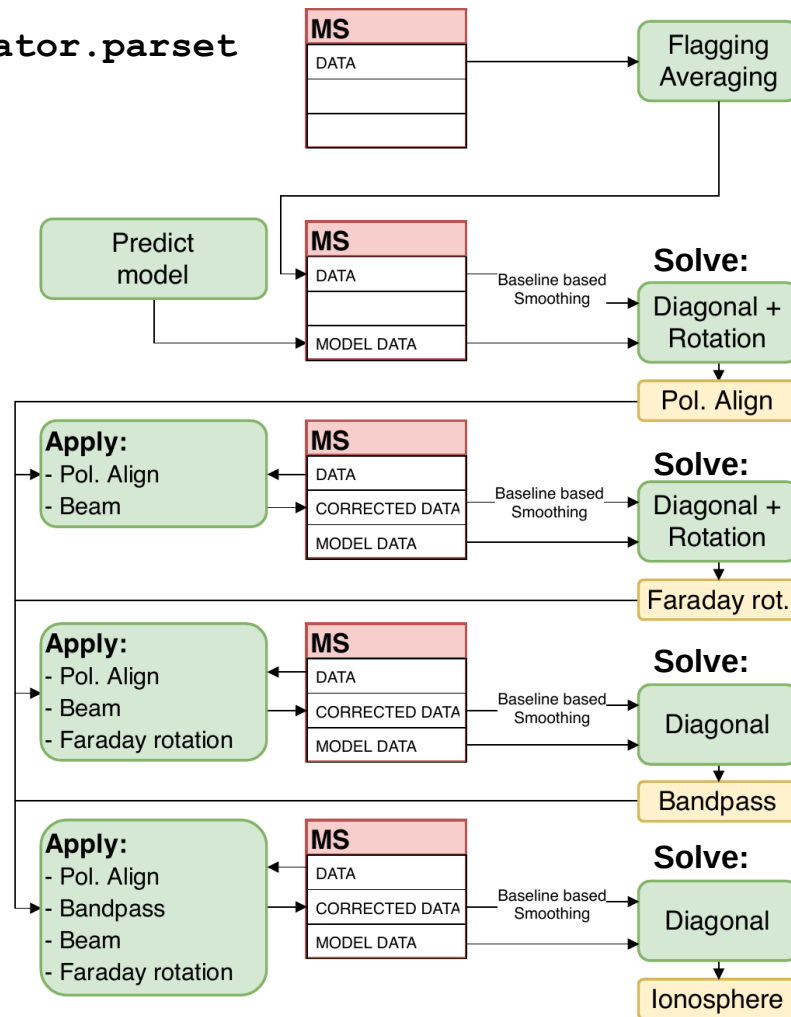 ator.parset
MS
DATA
Flagging
Averaging
Predict
model
MS
DATA
MODEL DATA
Baseline based
Smoothing
Solve:
Diagonal +
Rotation
Pol. Align
Apply:
- Pol. Align
- Beam
MS
DATA
CORRECTED DATA
MODEL DATA
Baseline based
Smoothing
Solve:
Diagonal +
Rotation
Faraday rot.
Apply:
- Pol. Align
- Beam
- Faraday rotation
MS
DATA
CORRECTED DATA
MODEL DATA
Baseline based
Smoothing
Solve:
Diagonal
Bandpass
Apply:
- Pol. Align
- Bandpass
- Beam
- Faraday rotation
MS
DATA
CORRECTED DATA
MODEL DATA
Baseline based
Smoothing
Solve:
Diagonal
Ionosphere